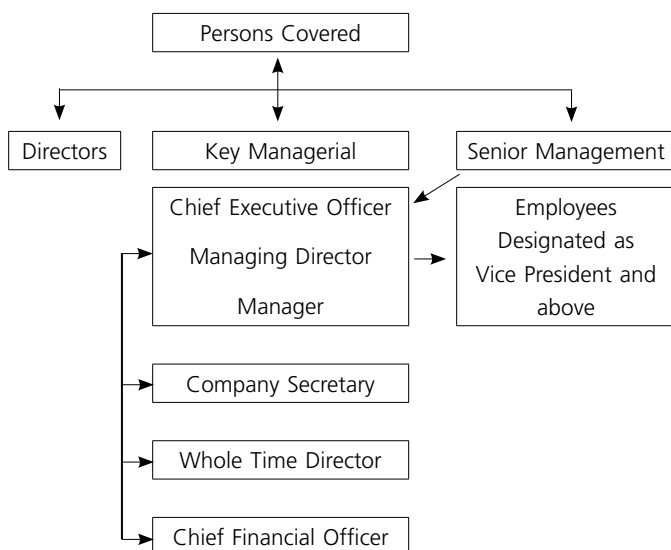 Persons Covered
Directors
Key Managerial
Senior Management
Chief Executive Officer
Managing Director
Manager
Employees
Designated as
Vice President and
above
Company Secretary
Whole Time Director
Chief Financial Officer